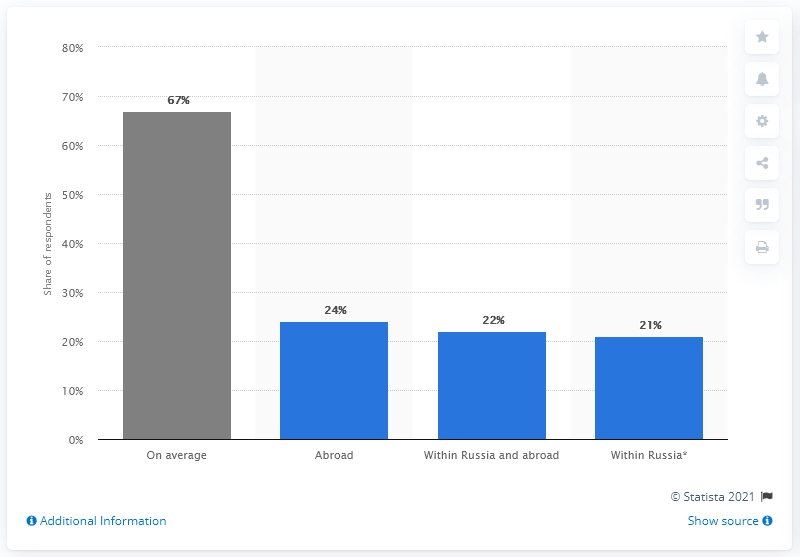 80%
70%
60%
50%
40%
30%
20%
10%
0%
Share of respondents
67%
24%
22%
21%
On average
Abroad
Within Russia and abroad
Within Russia*
© Statista 2021
Additional Information
Show source